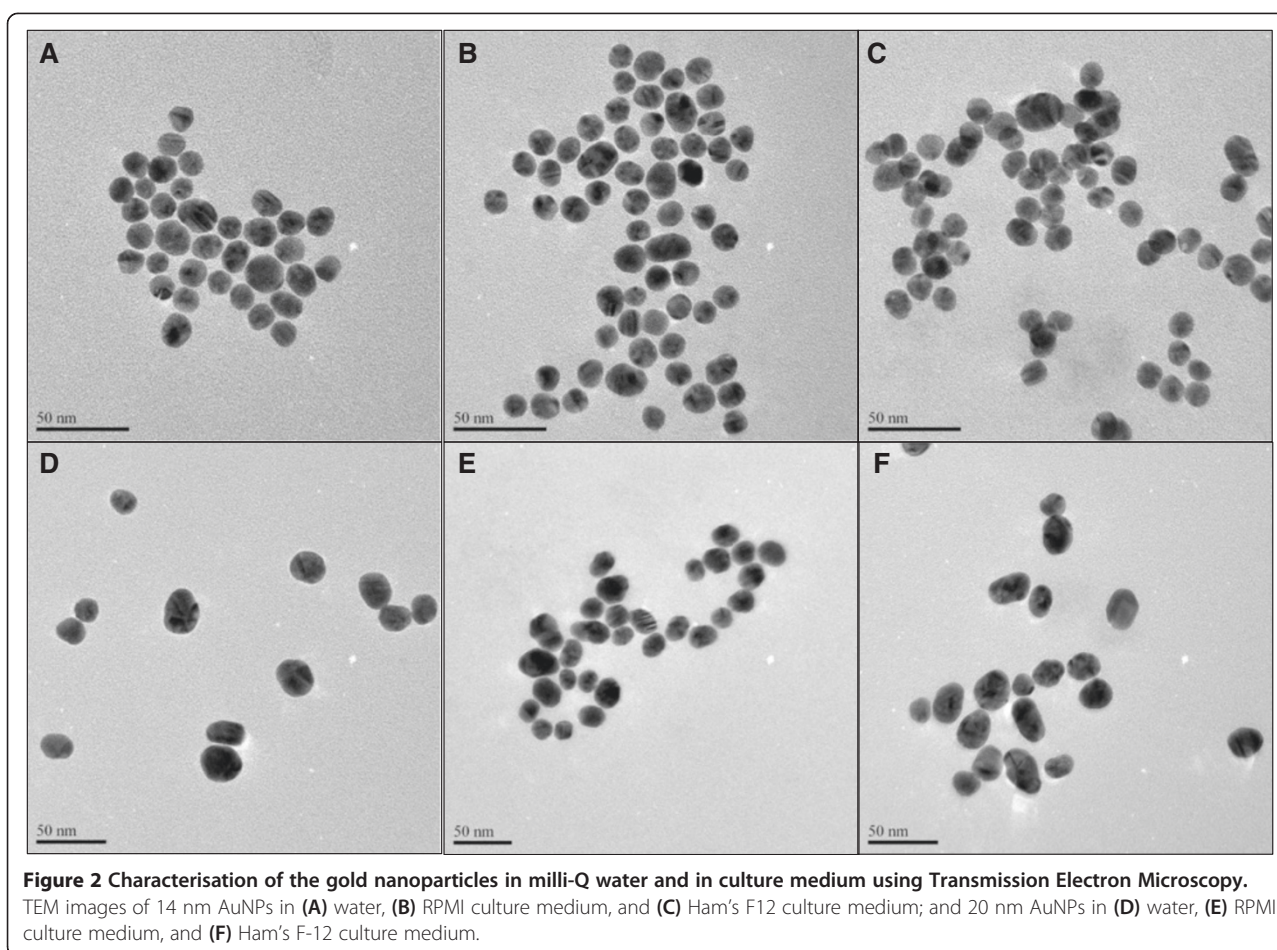 A
B
C
50 nm
50 nm
50 nm
D
E
F
50 nm
50 nm
50 nm
Figure 2 Characterisation of the gold nanoparticles in milli-Q water and in culture medium using Transmission Electron Microscopy.
TEM images of 14 nm AuNPs in (A) water, (B) RPMI culture medium, and (C) Ham's F12 culture medium; and 20 nm AuNPs in (D) water, (E) RPMI
culture medium, and (F) Ham's F-12 culture medium.